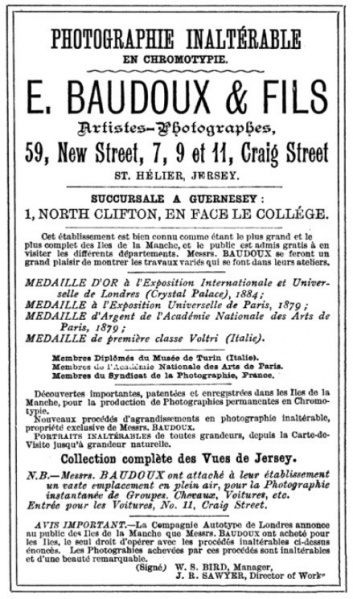 PHOTOGRAPHIE INALTÉRABLE
EN CHROMOTYPIE.
E. BAUDOUX & FILS
Artistes-Photographes,
59, New Street, 7, 9 et 11, Craig Street
ST. HÉLIER, JERSEY.
SUCCURSALE A GUERNESEY :
1, NORTH CLIFTON, EN FACE LE COLLÉGE.
Cet établissement est bien connu comme étant le plus grand et le
plus complet des Iles de la Manche, et le public est admis gratis à en
visiter les différents départements. Messrs. BAUDOUX se feront un
grand plaisir de montrer les travaux variés qui se font dans leurs ateliers.
MEDAILLE D'OR à l'Exposition Internationale et Univer-
selle de Londres (Crystal Palace), 1884;
MEDAILLE à l'Exposition Universelle de Paris, 1879 ;
MEDAILLE d'Argent de l'Académie Nationale des Arts de
Paris, 1879 ;
MEDAILLE de première classe Voltri (Italie).
Membres Diplômés du Musée de Turin (Italie).
Membres de l'Académie Nationale des Arts de Paris.
Membres du Syndicat de la Photographie, France.
Découvertes importantes, patentées et enregistrées dans les Iles de la
Manche, pour la production de Photographies permanentes en Chromo-
typie.
Nouveaux procédés d'agrandissements en photographie inaltérable,
propriété exclusive de Messrs. BAUDOUX.
PORTRAITS INALTÉRABLES de toutes grandeurs, depuis la Carte-de-
Visite jusqu'à grandeur naturelle.
Collection complète des Vues de Jersey.
N.B.—Messrs. BAUDOUX ont attaché à leur établissement
un vaste emplacement en plein air, pour la Photographie
instantanée de Groupes. Chevaux, Voitures, etc.
Entrée pour les Voitures, No. 11, Craig Street.
AVIS IMPORTANT.—La Compagnie Autotype de Londres annonce
au public des Iles de la Manche que Messrs. BAUDOUX ont acheté pour
les Iles, le seul droit d'opérer avec les procédés inaltérables ci-dessus
énoncés. Les Photographies achevées par ces procédés sont inaltérables
et d'une beauté remarquable.
(Signé) W. S. BIRD, Manager,
J. R. SAWYER, Director of Work